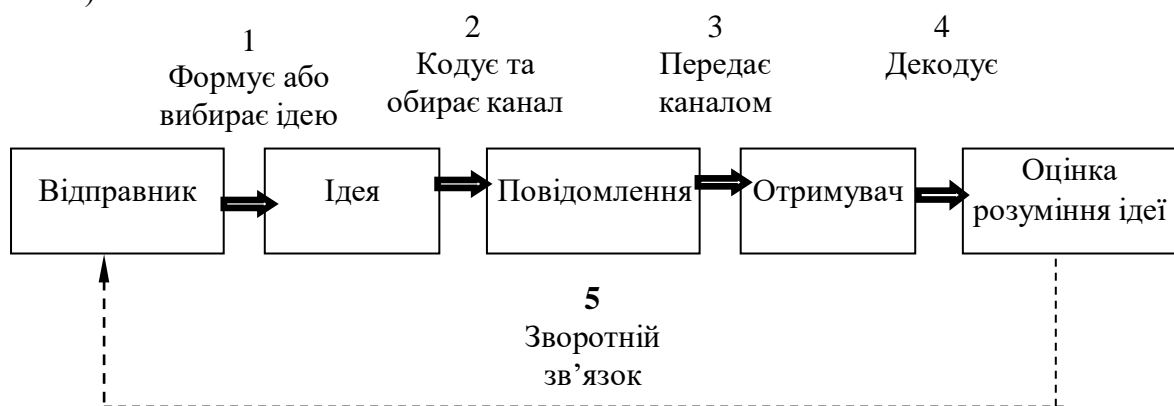 )
1
Формує або
вибирає ідею
2
Кодує та
обирає канал
3
Передає
каналом
4
Декодує
Відправник
Ідея
Повідомлення
Отримувач
Оцінка
розуміння ідеї
5
Зворотній
зв’язок